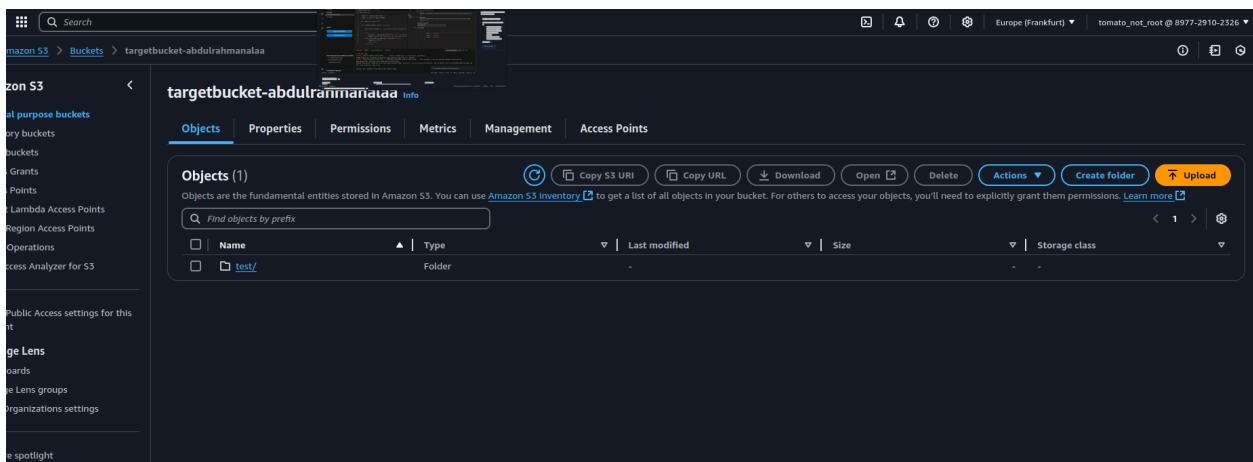 Search
Europe (Frankfurt) ▼
tomato_not_root @ 8977-2910-2326 ▼
mazon S3 > Buckets > targetbucket-abdulrahmanalaa
zon S3
al purpose buckets
ory buckets
buckets
Grants
Points
Lambda Access Points
Region Access Points
Operations
ccess Analyzer for S3
Public Access settings for this
nt
ge Lens
oards
ge Lens groups
Organizations settings
re spotlight
targetbucket-abdulrahmanalaa Info
Objects
Properties
Permissions
Metrics
Management
Access Points
Objects (1)
Copy S3 URI
Copy URL
Download
Open
Delete
Actions ▼
Create folder
Upload
Objects are the fundamental entities stored in Amazon S3. You can use Amazon S3 inventory to get a list of all objects in your bucket. For others to access your objects, you'll need to explicitly grant them permissions. Learn more
Find objects by prefix
< 1 >
Name
Type
Last modified
Size
Storage class
test/
Folder
-
-
-